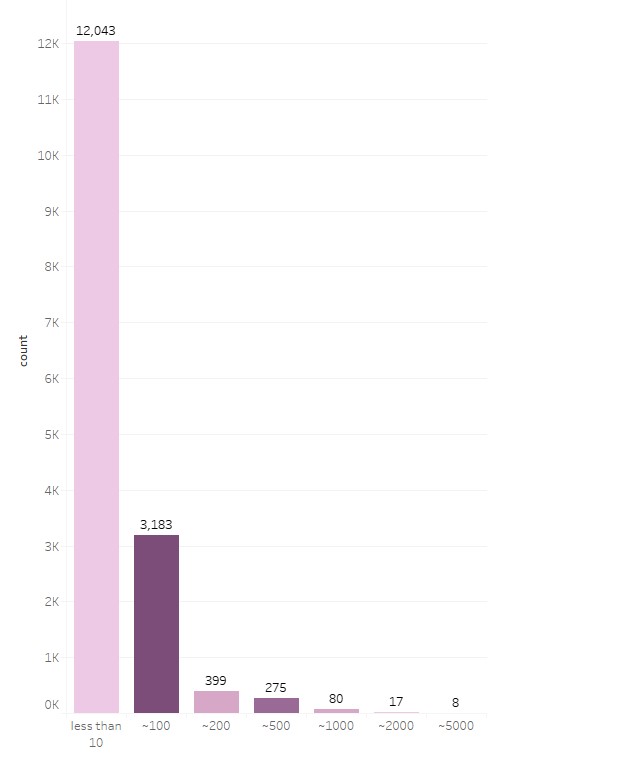 12,043
12K
11K
10K
9K
8K
7K
count
6K
5K
4K
3,183
3K
2K
1K
399
275
80
17
8
0K
less than
10
~100
~200
~500
~1000
~2000
~5000